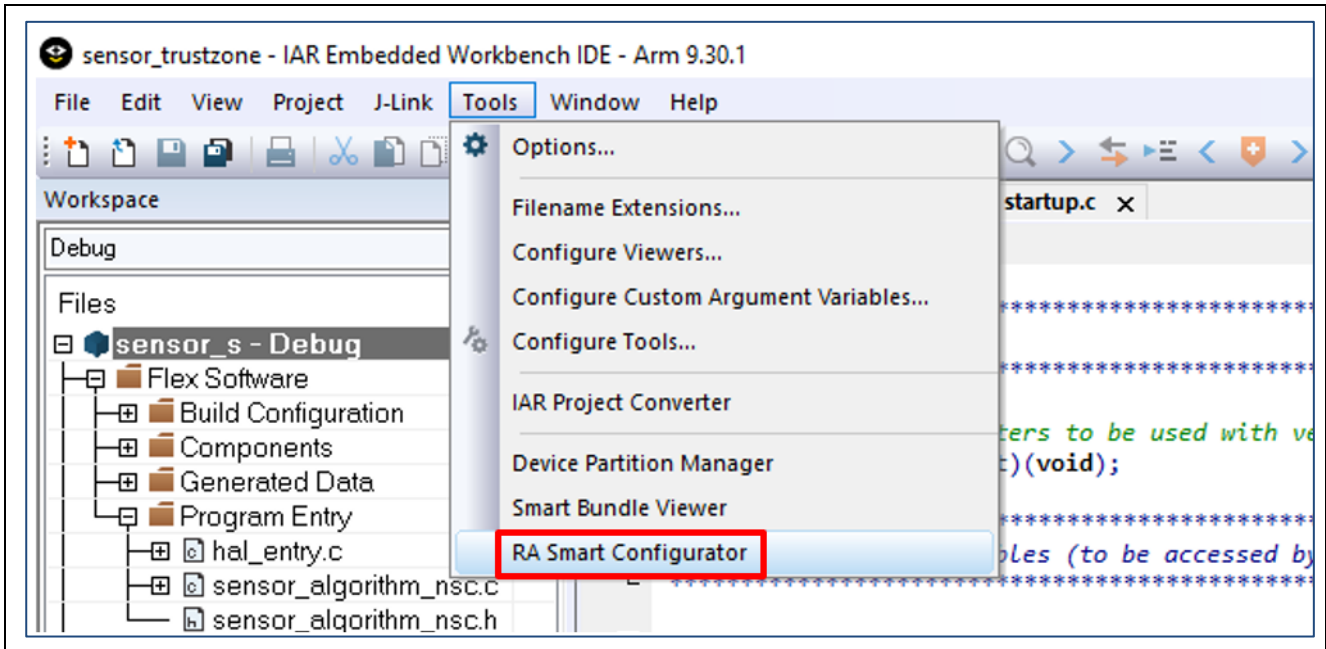 sensor_trustzone - IAR Embedded Workbench IDE - Arm 9.30.1
File Edit View Project J-Link Tools Window Help
Options...
Workspace
startup.c
Filename Extensions...
Debug
Configure Viewers...
Configure Custom Argument Variables...
Files
*********************************
sensor_s - Debug
Configure Tools...
*********************************
Flex Software
IAR Project Converter
Build Configuration
ters to be used with
Components
Device Partition Manager
t)(void);
Generated Data
Smart Bundle Viewer
Program Entry
*********************************
hal_entry.c
RA Smart Configurator
bles (to be accessed by
sensor_algorithm_nsc.c
*********************************
sensor_algorithm_nsc.h